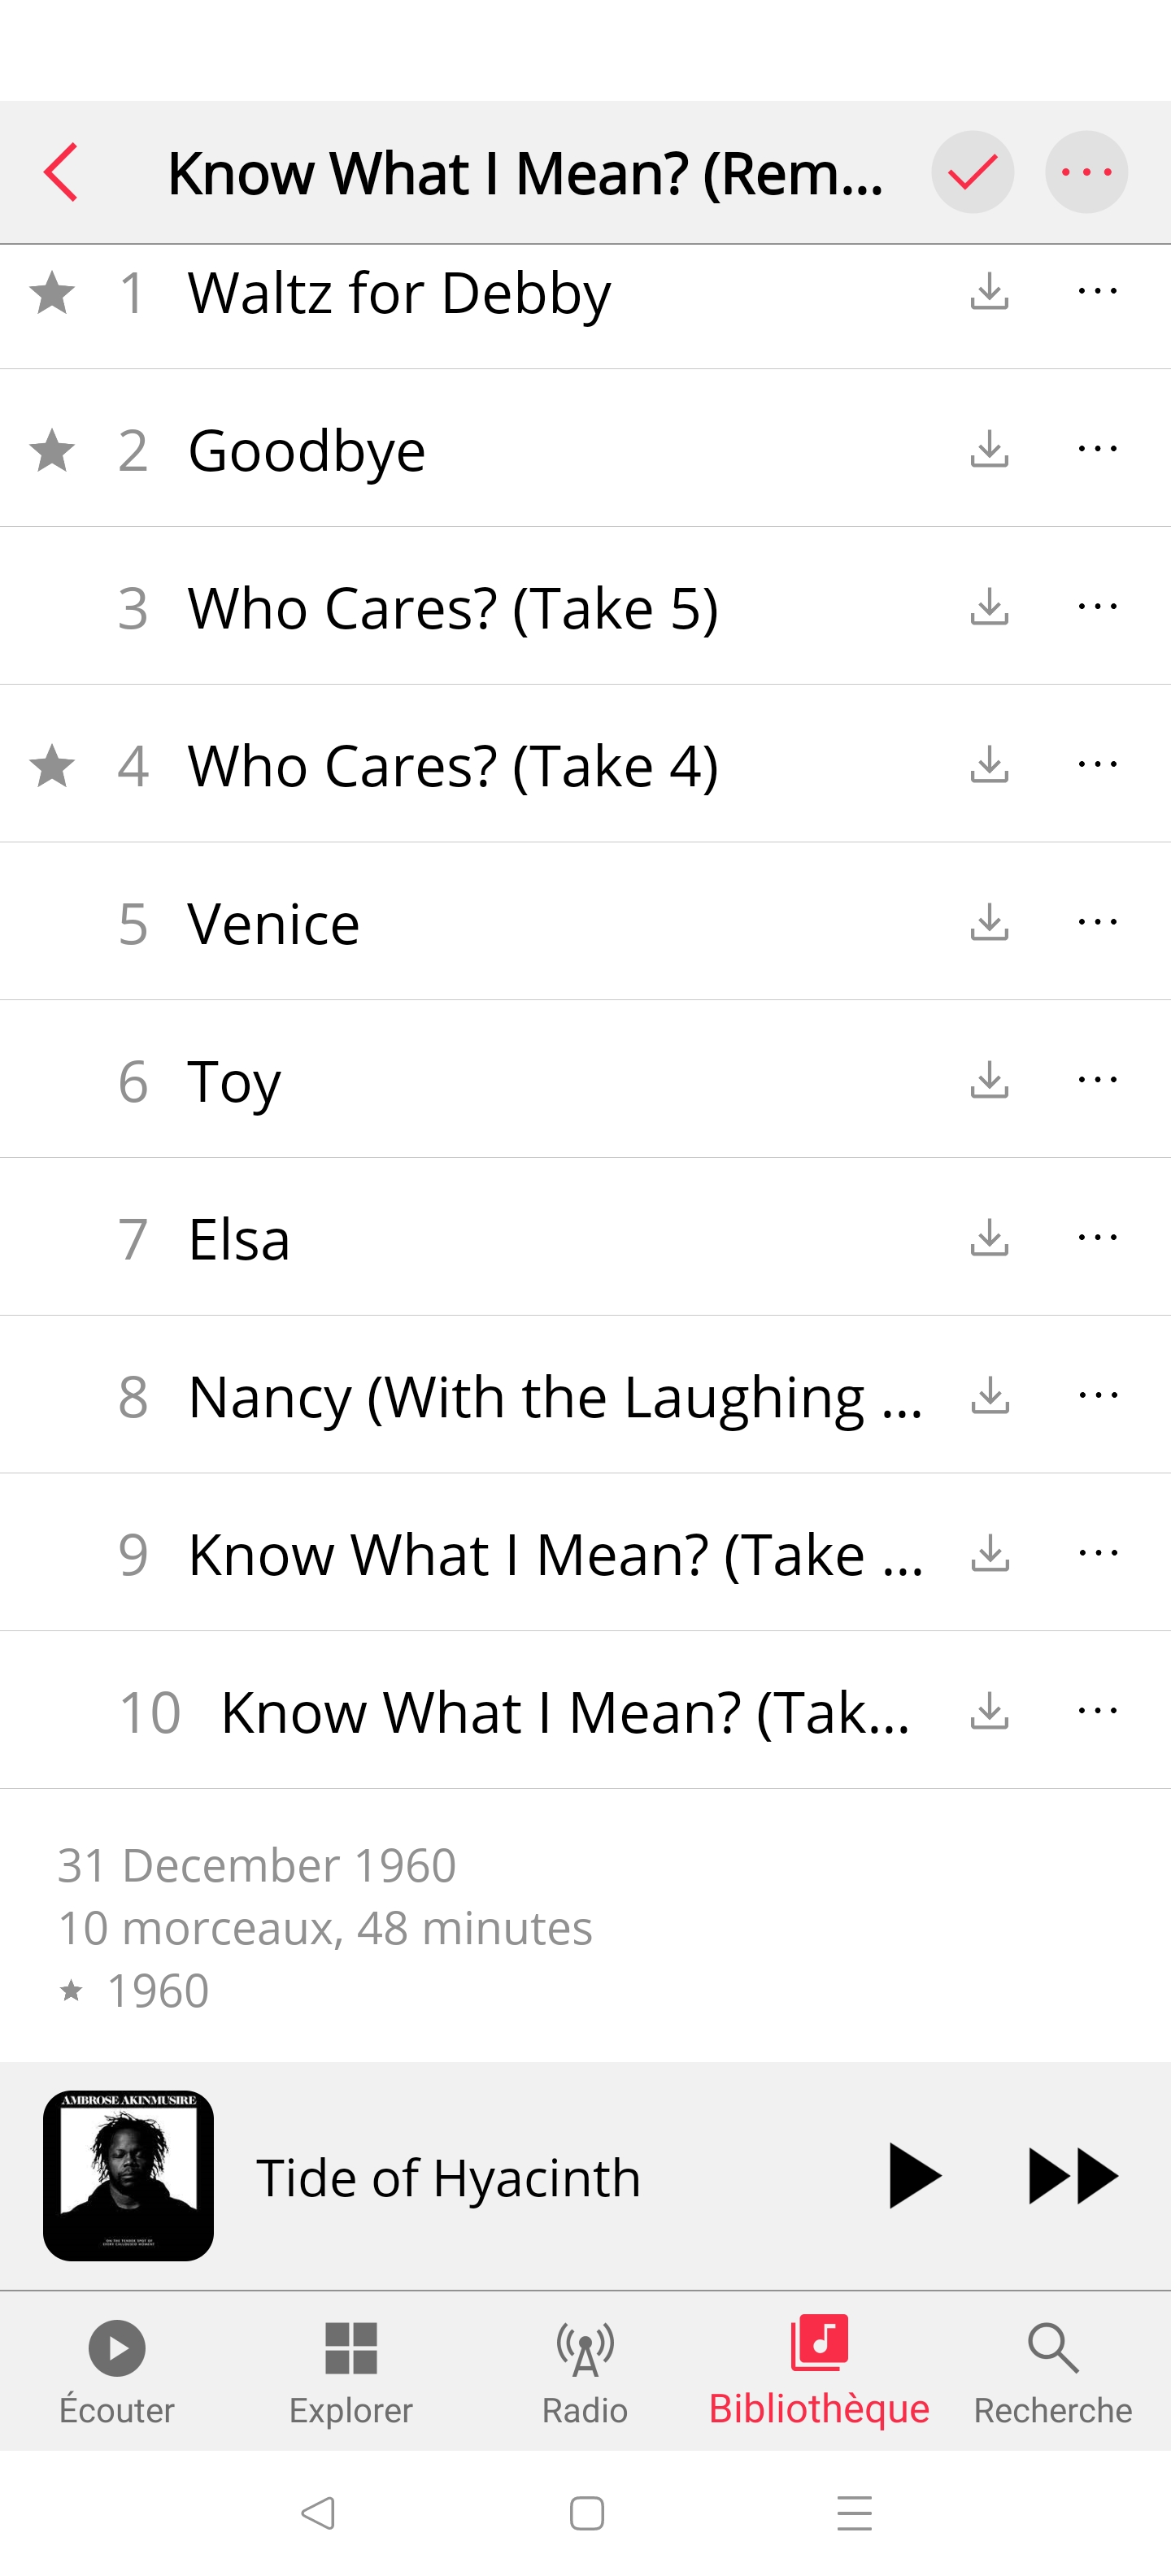 Know What I Mean? (Rem...
1 Waltz for Debby
2 Goodbye
3 Who Cares? (Take 5)
4 Who Cares? (Take 4)
5 Venice
6 Toy
7 Elsa
8 Nancy (With the Laughing ...
9 Know What I Mean? (Take ...
10 Know What I Mean? (Tak...
31 December 1960
10 morceaux, 48 minutes
1960
AMBROSE AKINMUSIRE
Tide of Hyacinth
Écouter Explorer Radio Bibliothèque Recherche